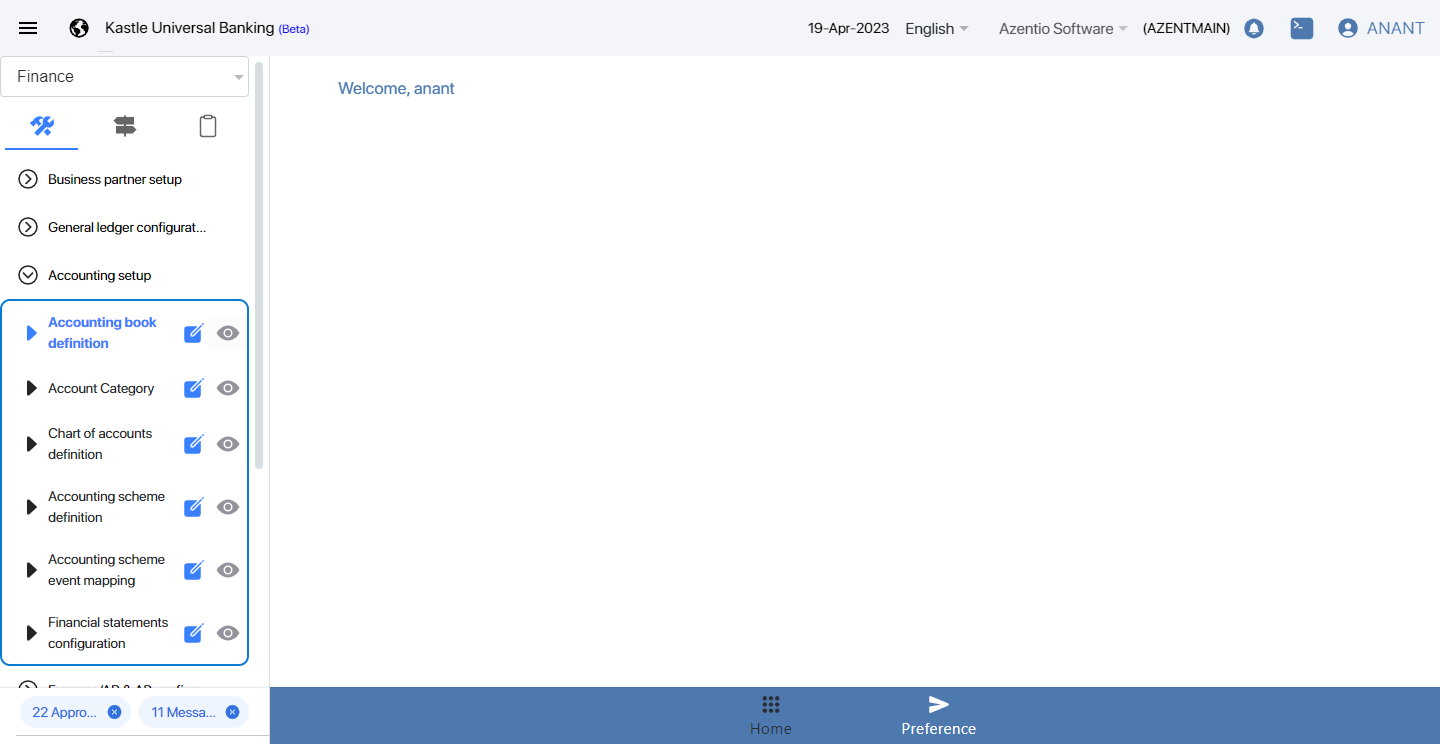 Kastle Universal Banking (Beta)
19-Apr-2023
English
Azentio Software
(AZENTMAIN)
ANANT
Finance
Welcome, anant
Business partner setup
General ledger configurat...
Accounting setup
Accounting book
definition
Account Category
Chart of accounts
definition
Accounting scheme
definition
Accounting scheme
event mapping
Financial statements
configuration
22 Appro...
11 Messa...
Home
Preference